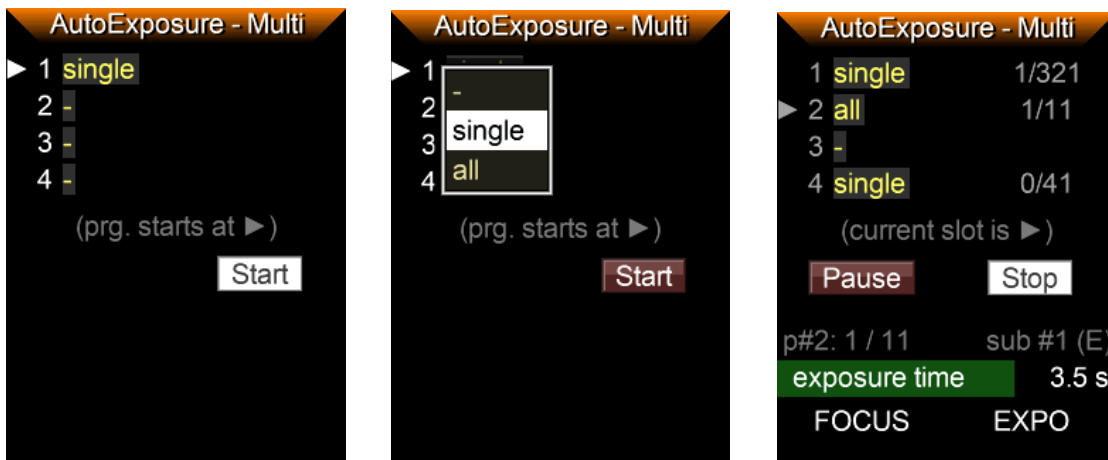 AutoExposure - Multi
▶ 1 single
2 -
3 -
4 -
(prg. starts at ▶)
Start
AutoExposure - Multi
▶ 1
2
3
4
-
single
all
(prg. starts at ▶)
Start
AutoExposure - Multi
1 single 1/321
▶ 2 all 1/11
3 -
4 single 0/41
(current slot is ▶)
Pause Stop
p#2: 1 / 11 sub #1 (E)
exposure time 3.5 s
FOCUS EXPO